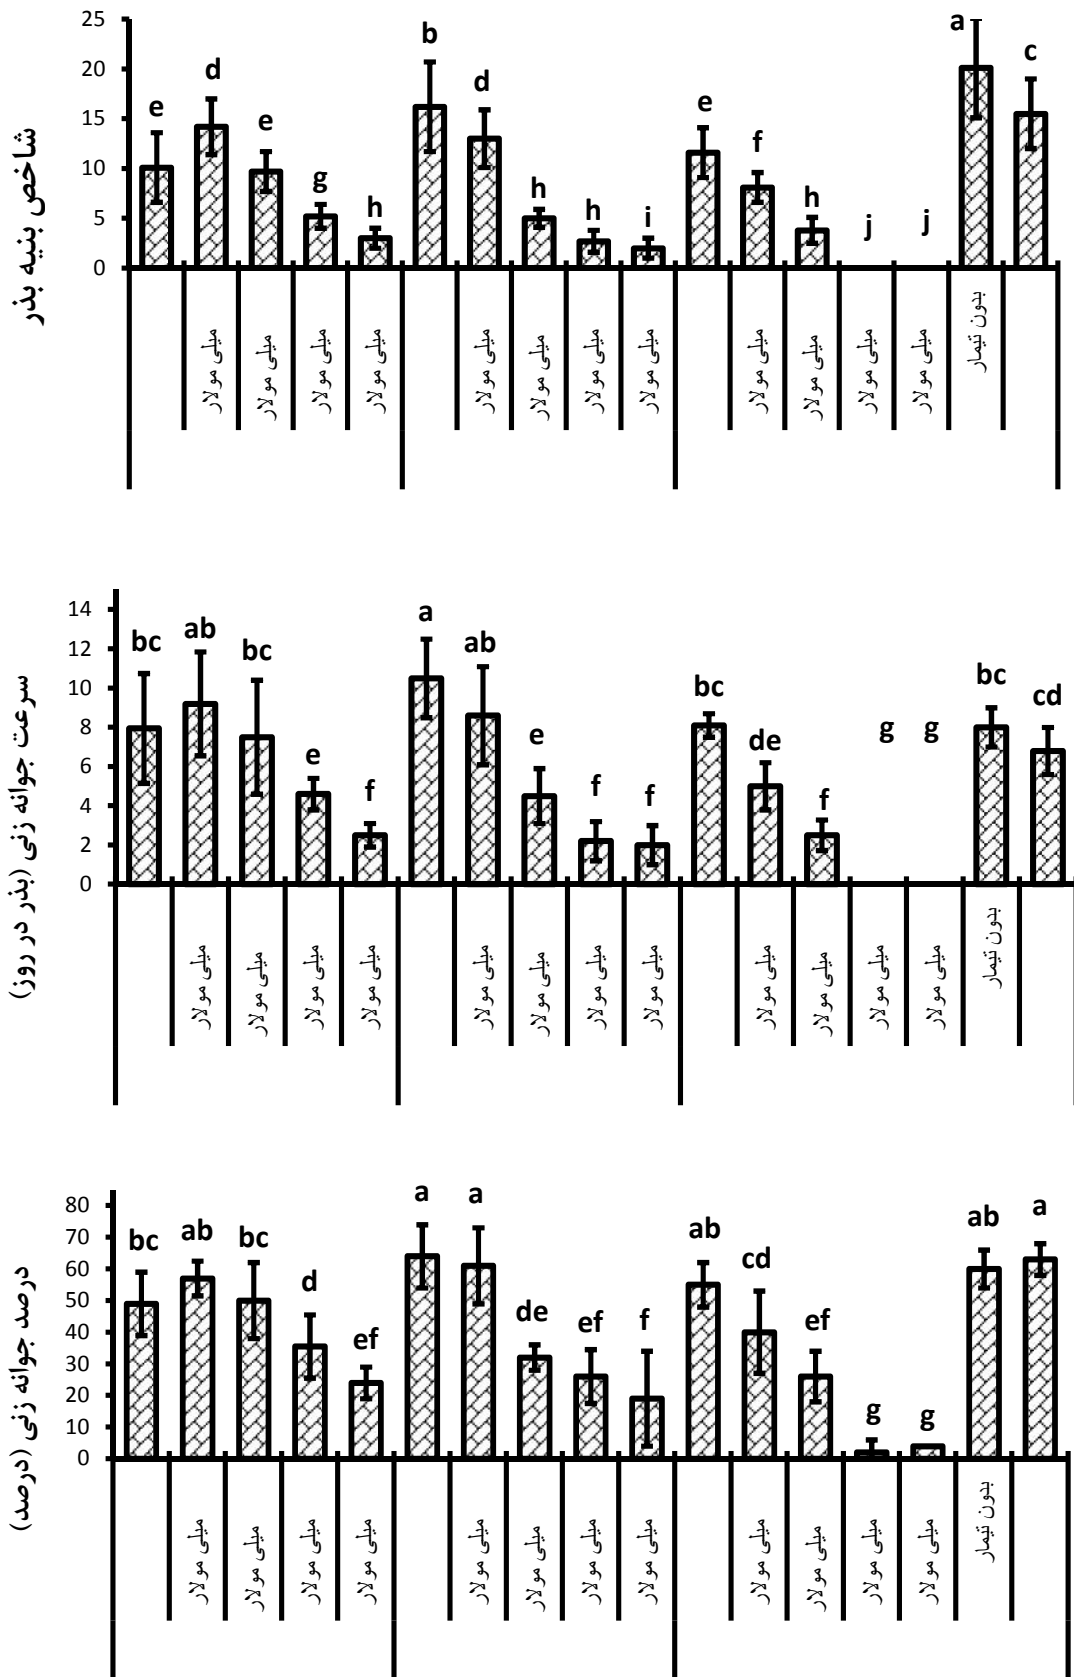 شاخص بنیه بذر
25
20
15
10
5
0
e
d
e
g
h
b
d
h
h
i
e
f
h
j
j
a
c
میلی مولار
میلی مولار
میلی مولار
میلی مولار
میلی مولار
میلی مولار
میلی مولار
میلی مولار
میلی مولار
میلی مولار
میلی مولار
میلی مولار
بدون تیمار
سرعت جوانه زنی (بذر در روز)
14
12
10
8
6
4
2
0
bc
ab
bc
e
f
a
ab
e
f
f
bc
de
f
g
g
bc
cd
میلی مولار
میلی مولار
میلی مولار
میلی مولار
میلی مولار
میلی مولار
میلی مولار
میلی مولار
میلی مولار
میلی مولار
میلی مولار
میلی مولار
بدون تیمار
درصد جوانه زنی (درصد)
80
70
60
50
40
30
20
10
0
bc
ab
bc
d
ef
a
a
de
ef
f
ab
cd
ef
g
g
ab
a
میلی مولار
میلی مولار
میلی مولار
میلی مولار
میلی مولار
میلی مولار
میلی مولار
میلی مولار
میلی مولار
میلی مولار
میلی مولار
میلی مولار
بدون تیمار